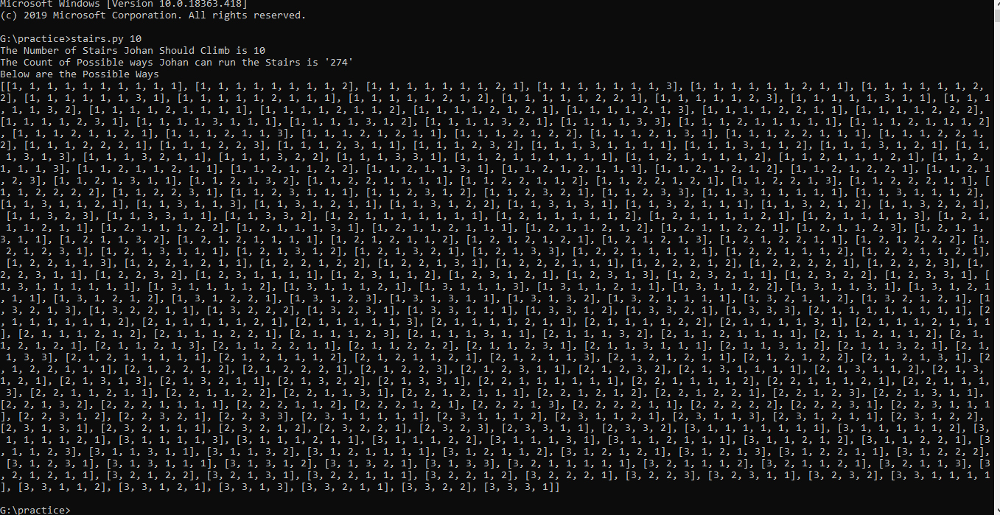 Microsoft Windows [Version 10.0.18363.418]
(c) 2019 Microsoft Corporation. All rights reserved.
G:\practice>stairs.py 10
The Number of Stairs Johan Should Climb is 10
The Count of Possible ways Johan can run the Stairs is '274'
Below are the Possible Ways
[[1, 1, 1, 1, 1, 1, 1, 1, 1, 1], [1, 1, 1, 1, 1, 1, 1, 1, 2], [1, 1, 1, 1, 1, 1, 1, 2, 1], [1, 1, 1, 1, 1, 1, 1, 3], [1, 1, 1, 1, 1, 1, 2, 1, 1], [1, 1, 1, 1, 1, 1, 2,
2], [1, 1, 1, 1, 1, 1, 3, 1], [1, 1, 1, 1, 1, 2, 1, 1, 1], [1, 1, 1, 1, 1, 2, 1, 2], [1, 1, 1, 1, 1, 2, 2, 1], [1, 1, 1, 1, 1, 2, 3], [1, 1, 1, 1, 1, 3, 1, 1], [1, 1, 1
, 1, 1, 3, 2], [1, 1, 1, 1, 2, 1, 1, 1, 1], [1, 1, 1, 1, 2, 1, 1, 2], [1, 1, 1, 1, 2, 1, 2, 1], [1, 1, 1, 1, 2, 1, 3], [1, 1, 1, 1, 2, 2, 1, 1], [1, 1, 1, 1, 2, 2, 2],
[1, 1, 1, 1, 2, 3, 1], [1, 1, 1, 1, 3, 1, 1, 1], [1, 1, 1, 1, 3, 1, 2], [1, 1, 1, 1, 3, 2, 1], [1, 1, 1, 1, 3, 3], [1, 1, 1, 2, 1, 1, 1, 1, 1], [1, 1, 1, 2, 1, 1, 1, 2]
, [1, 1, 1, 2, 1, 1, 2, 1], [1, 1, 1, 2, 1, 1, 3], [1, 1, 1, 2, 1, 2, 1, 1], [1, 1, 1, 2, 1, 2, 2], [1, 1, 1, 2, 1, 3, 1], [1, 1, 1, 2, 2, 1, 1, 1], [1, 1, 1, 2, 2, 1,
2], [1, 1, 1, 2, 2, 2, 1], [1, 1, 1, 2, 2, 3], [1, 1, 1, 2, 3, 1, 1], [1, 1, 1, 2, 3, 2], [1, 1, 1, 3, 1, 1, 1, 1], [1, 1, 1, 3, 1, 1, 2], [1, 1, 1, 3, 1, 2, 1], [1, 1,
1, 3, 1, 3], [1, 1, 1, 3, 2, 1, 1], [1, 1, 1, 3, 2, 2], [1, 1, 1, 3, 3, 1], [1, 1, 2, 1, 1, 1, 1, 1, 1], [1, 1, 2, 1, 1, 1, 1, 2], [1, 1, 2, 1, 1, 1, 2, 1], [1, 1, 2,
1, 1, 1, 3], [1, 1, 2, 1, 1, 2, 1, 1], [1, 1, 2, 1, 1, 2, 2], [1, 1, 2, 1, 1, 3, 1], [1, 1, 2, 1, 2, 1, 1, 1], [1, 1, 2, 1, 2, 1, 2], [1, 1, 2, 1, 2, 2, 1], [1, 1, 2, 1
, 2, 3], [1, 1, 2, 1, 3, 1, 1], [1, 1, 2, 1, 3, 2], [1, 1, 2, 2, 1, 1, 1, 1], [1, 1, 2, 2, 1, 1, 2], [1, 1, 2, 2, 1, 2, 1], [1, 1, 2, 2, 1, 3], [1, 1, 2, 2, 2, 1, 1], [
1, 1, 2, 2, 2, 2], [1, 1, 2, 2, 3, 1], [1, 1, 2, 3, 1, 1, 1], [1, 1, 2, 3, 1, 2], [1, 1, 2, 3, 2, 1], [1, 1, 2, 3, 3], [1, 1, 3, 1, 1, 1, 1, 1], [1, 1, 3, 1, 1, 1, 2],
[1, 1, 3, 1, 1, 2, 1], [1, 1, 3, 1, 1, 3], [1, 1, 3, 1, 2, 1, 1], [1, 1, 3, 1, 2, 2], [1, 1, 3, 1, 3, 1], [1, 1, 3, 2, 1, 1, 1], [1, 1, 3, 2, 1, 2], [1, 1, 3, 2, 2, 1],
[1, 1, 3, 2, 3], [1, 1, 3, 3, 1, 1], [1, 1, 3, 3, 2], [1, 2, 1, 1, 1, 1, 1, 1, 1], [1, 2, 1, 1, 1, 1, 1, 2], [1, 2, 1, 1, 1, 1, 2, 1], [1, 2, 1, 1, 1, 1, 3], [1, 2, 1,
1, 1, 2, 1, 1], [1, 2, 1, 1, 1, 2, 2], [1, 2, 1, 1, 1, 3, 1], [1, 2, 1, 1, 2, 1, 1, 1], [1, 2, 1, 1, 2, 1, 2], [1, 2, 1, 1, 2, 2, 1], [1, 2, 1, 1, 2, 3], [1, 2, 1, 1,
3, 1, 1], [1, 2, 1, 1, 3, 2], [1, 2, 1, 2, 1, 1, 1, 1], [1, 2, 1, 2, 1, 1, 2], [1, 2, 1, 2, 1, 2, 1], [1, 2, 1, 2, 1, 3], [1, 2, 1, 2, 2, 1, 1], [1, 2, 1, 2, 2, 2], [1,
2, 1, 2, 3, 1], [1, 2, 1, 3, 1, 1, 1], [1, 2, 1, 3, 1, 2], [1, 2, 1, 3, 2, 1], [1, 2, 1, 3, 3], [1, 2, 2, 1, 1, 1, 1, 1], [1, 2, 2, 1, 1, 1, 2], [1, 2, 2, 1, 1, 2, 1],
[1, 2, 2, 1, 1, 3], [1, 2, 2, 1, 2, 1, 1], [1, 2, 2, 1, 2, 2], [1, 2, 2, 1, 3, 1], [1, 2, 2, 2, 1, 1, 1], [1, 2, 2, 2, 1, 2], [1, 2, 2, 2, 2, 1], [1, 2, 2, 2, 3], [1,
2, 2, 3, 1, 1], [1, 2, 2, 3, 2], [1, 2, 3, 1, 1, 1, 1], [1, 2, 3, 1, 1, 2], [1, 2, 3, 1, 2, 1], [1, 2, 3, 1, 3], [1, 2, 3, 2, 1, 1], [1, 2, 3, 2, 2], [1, 2, 3, 3, 1], [
1, 3, 1, 1, 1, 1, 1, 1], [1, 3, 1, 1, 1, 1, 2], [1, 3, 1, 1, 1, 2, 1], [1, 3, 1, 1, 1, 3], [1, 3, 1, 1, 2, 1, 1], [1, 3, 1, 1, 2, 2], [1, 3, 1, 1, 3, 1], [1, 3, 1, 2, 1
, 1, 1], [1, 3, 1, 2, 1, 2], [1, 3, 1, 2, 2, 1], [1, 3, 1, 2, 3], [1, 3, 1, 3, 1, 1], [1, 3, 1, 3, 2], [1, 3, 2, 1, 1, 1, 1], [1, 3, 2, 1, 1, 2], [1, 3, 2, 1, 2, 1], [1
, 3, 2, 1, 3], [1, 3, 2, 2, 1, 1], [1, 3, 2, 2, 2], [1, 3, 2, 3, 1], [1, 3, 3, 1, 1, 1], [1, 3, 3, 1, 2], [1, 3, 3, 2, 1], [1, 3, 3, 3], [2, 1, 1, 1, 1, 1, 1, 1, 1], [2
, 1, 1, 1, 1, 1, 1, 2], [2, 1, 1, 1, 1, 1, 2, 1], [2, 1, 1, 1, 1, 1, 3], [2, 1, 1, 1, 1, 2, 1, 1], [2, 1, 1, 1, 1, 2, 2], [2, 1, 1, 1, 1, 3, 1], [2, 1, 1, 1, 2, 1, 1, 1
], [2, 1, 1, 1, 2, 1, 2], [2, 1, 1, 1, 2, 2, 1], [2, 1, 1, 1, 2, 3], [2, 1, 1, 1, 3, 1, 1], [2, 1, 1, 1, 3, 2], [2, 1, 1, 2, 1, 1, 1, 1], [2, 1, 1, 2, 1, 1, 2], [2, 1,
1, 2, 1, 2, 1], [2, 1, 1, 2, 1, 3], [2, 1, 1, 2, 2, 1, 1], [2, 1, 1, 2, 2, 2], [2, 1, 1, 2, 3, 1], [2, 1, 1, 3, 1, 1, 1], [2, 1, 1, 3, 1, 2], [2, 1, 1, 3, 2, 1], [2, 1,
1, 3, 3], [2, 1, 2, 1, 1, 1, 1, 1], [2, 1, 2, 1, 1, 1, 2], [2, 1, 2, 1, 1, 2, 1], [2, 1, 2, 1, 1, 3], [2, 1, 2, 1, 2, 1, 1], [2, 1, 2, 1, 2, 2], [2, 1, 2, 1, 3, 1], [2
, 1, 2, 2, 1, 1, 1], [2, 1, 2, 2, 1, 2], [2, 1, 2, 2, 2, 1], [2, 1, 2, 2, 3], [2, 1, 2, 3, 1, 1], [2, 1, 2, 3, 2], [2, 1, 3, 1, 1, 1, 1], [2, 1, 3, 1, 1, 2], [2, 1, 3,
1, 2, 1], [2, 1, 3, 1, 3], [2, 1, 3, 2, 1, 1], [2, 1, 3, 2, 2], [2, 1, 3, 3, 1], [2, 2, 1, 1, 1, 1, 1, 1], [2, 2, 1, 1, 1, 1, 2], [2, 2, 1, 1, 1, 2, 1], [2, 2, 1, 1, 1,
3], [2, 2, 1, 1, 2, 1, 1], [2, 2, 1, 1, 2, 2], [2, 2, 1, 1, 3, 1], [2, 2, 1, 2, 1, 1, 1], [2, 2, 1, 2, 1, 2], [2, 2, 1, 2, 2, 1], [2, 2, 1, 2, 3], [2, 2, 1, 3, 1, 1],
[2, 2, 1, 3, 2], [2, 2, 2, 1, 1, 1, 1], [2, 2, 2, 1, 1, 2], [2, 2, 2, 1, 2, 1], [2, 2, 2, 1, 3], [2, 2, 2, 2, 1, 1], [2, 2, 2, 2, 2], [2, 2, 2, 3, 1], [2, 2, 3, 1, 1, 1
], [2, 2, 3, 1, 2], [2, 2, 3, 2, 1], [2, 2, 3, 3], [2, 3, 1, 1, 1, 1, 1], [2, 3, 1, 1, 1, 2], [2, 3, 1, 1, 2, 1], [2, 3, 1, 1, 3], [2, 3, 1, 2, 1, 1], [2, 3, 1, 2, 2],
[2, 3, 1, 3, 1], [2, 3, 2, 1, 1, 1], [2, 3, 2, 1, 2], [2, 3, 2, 2, 1], [2, 3, 2, 3], [2, 3, 3, 1, 1], [2, 3, 3, 2], [3, 1, 1, 1, 1, 1, 1, 1], [3, 1, 1, 1, 1, 1, 2], [3,
1, 1, 1, 1, 2, 1], [3, 1, 1, 1, 1, 3], [3, 1, 1, 1, 2, 1, 1], [3, 1, 1, 1, 2, 2], [3, 1, 1, 1, 3, 1], [3, 1, 1, 2, 1, 1, 1], [3, 1, 1, 2, 1, 2], [3, 1, 1, 2, 2, 1], [3
, 1, 1, 2, 3], [3, 1, 1, 3, 1, 1], [3, 1, 1, 3, 2], [3, 1, 2, 1, 1, 1, 1], [3, 1, 2, 1, 1, 2], [3, 1, 2, 1, 2, 1], [3, 1, 2, 1, 3], [3, 1, 2, 2, 1, 1], [3, 1, 2, 2, 2],
[3, 1, 2, 3, 1], [3, 1, 3, 1, 1, 1], [3, 1, 3, 1, 2], [3, 1, 3, 2, 1], [3, 1, 3, 3], [3, 2, 1, 1, 1, 1, 1], [3, 2, 1, 1, 1, 2], [3, 2, 1, 1, 2, 1], [3, 2, 1, 1, 3], [3
, 2, 1, 2, 1, 1], [3, 2, 1, 2, 2], [3, 2, 1, 3, 1], [3, 2, 2, 1, 1, 1], [3, 2, 2, 1, 2], [3, 2, 2, 2, 1], [3, 2, 2, 3], [3, 2, 3, 1, 1], [3, 2, 3, 2], [3, 3, 1, 1, 1, 1
], [3, 3, 1, 1, 2], [3, 3, 1, 2, 1], [3, 3, 1, 3], [3, 3, 2, 1, 1], [3, 3, 2, 2], [3, 3, 3, 1]]
G:\practice>